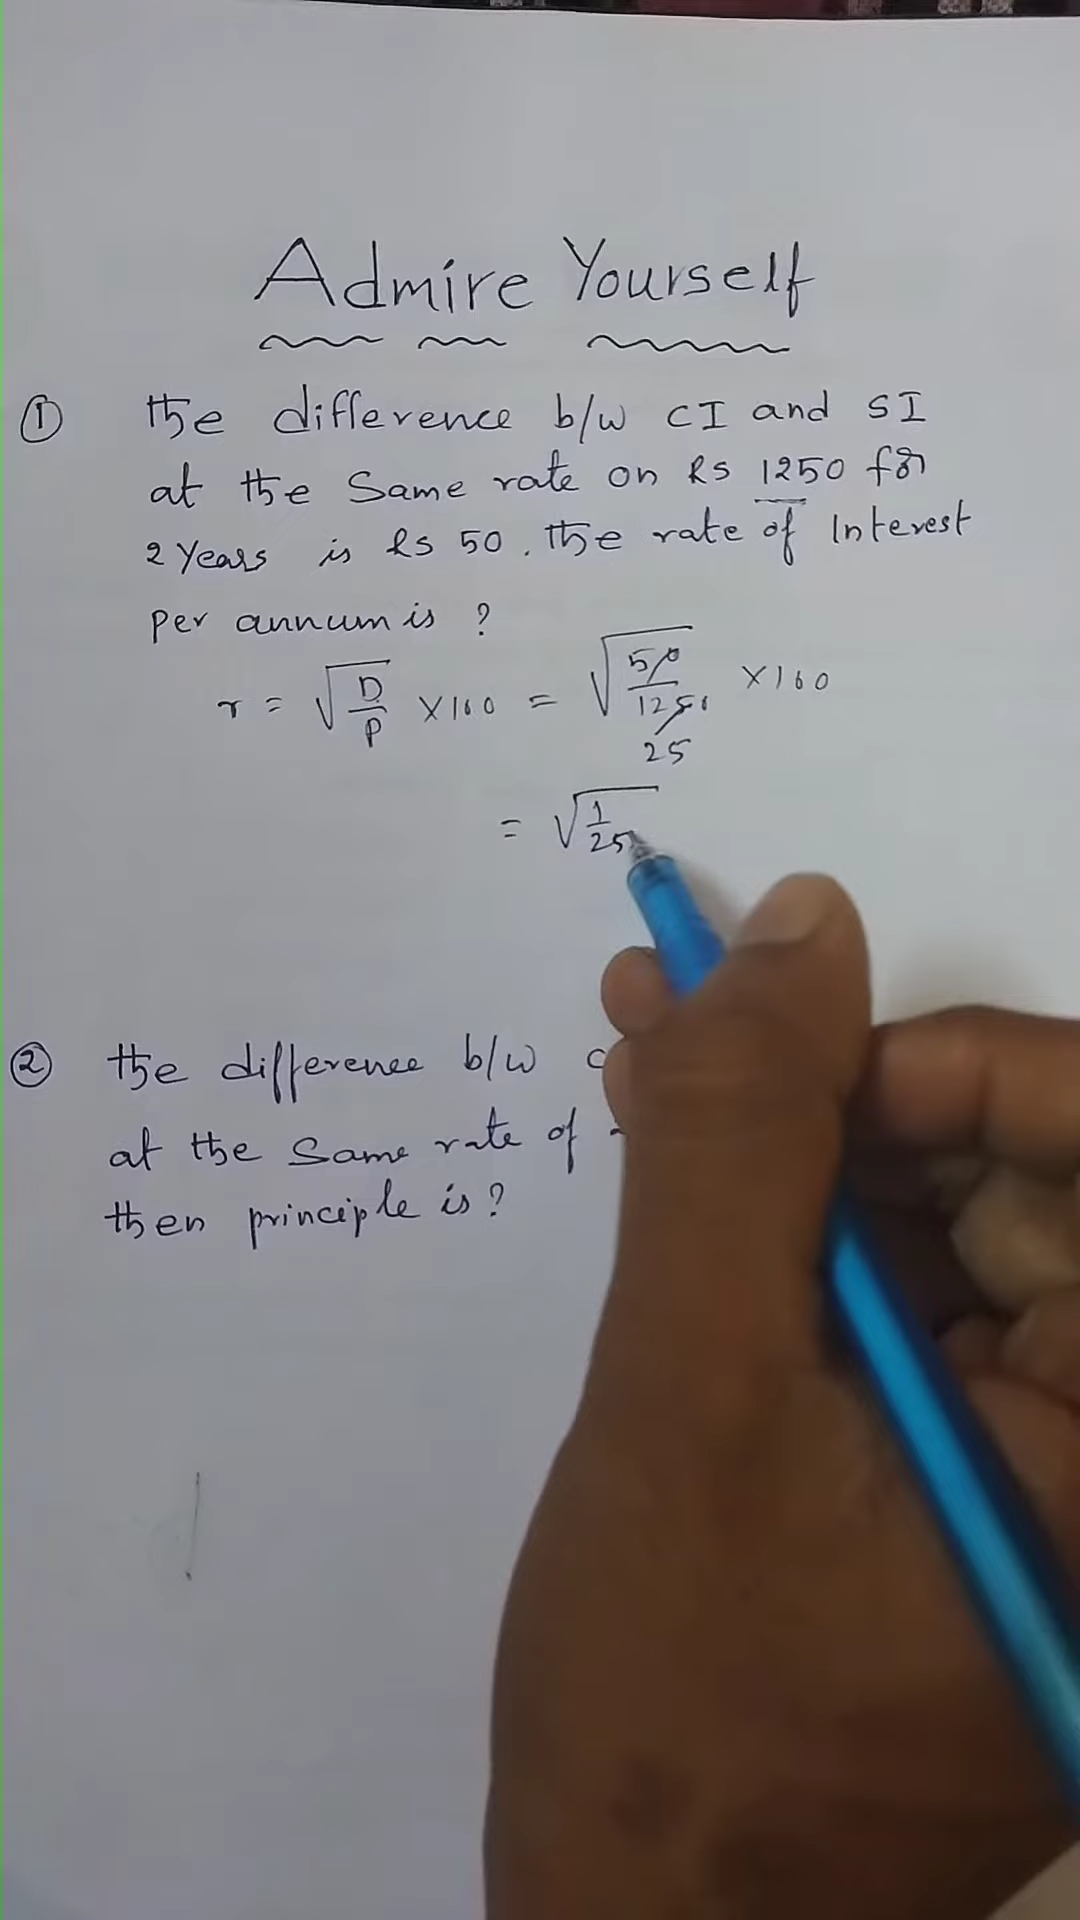 Admire Yourself
① the difference b/w CI and SI
at the Same rate on Rs 1250 for
2 Years is Rs 50. the rate of Interest
per annum is ?
r = √(D/P) ×100 = √(50/1250) ×100
25
= √(1/25)
② the difference b/w
at the Same rate of
then principle is ?